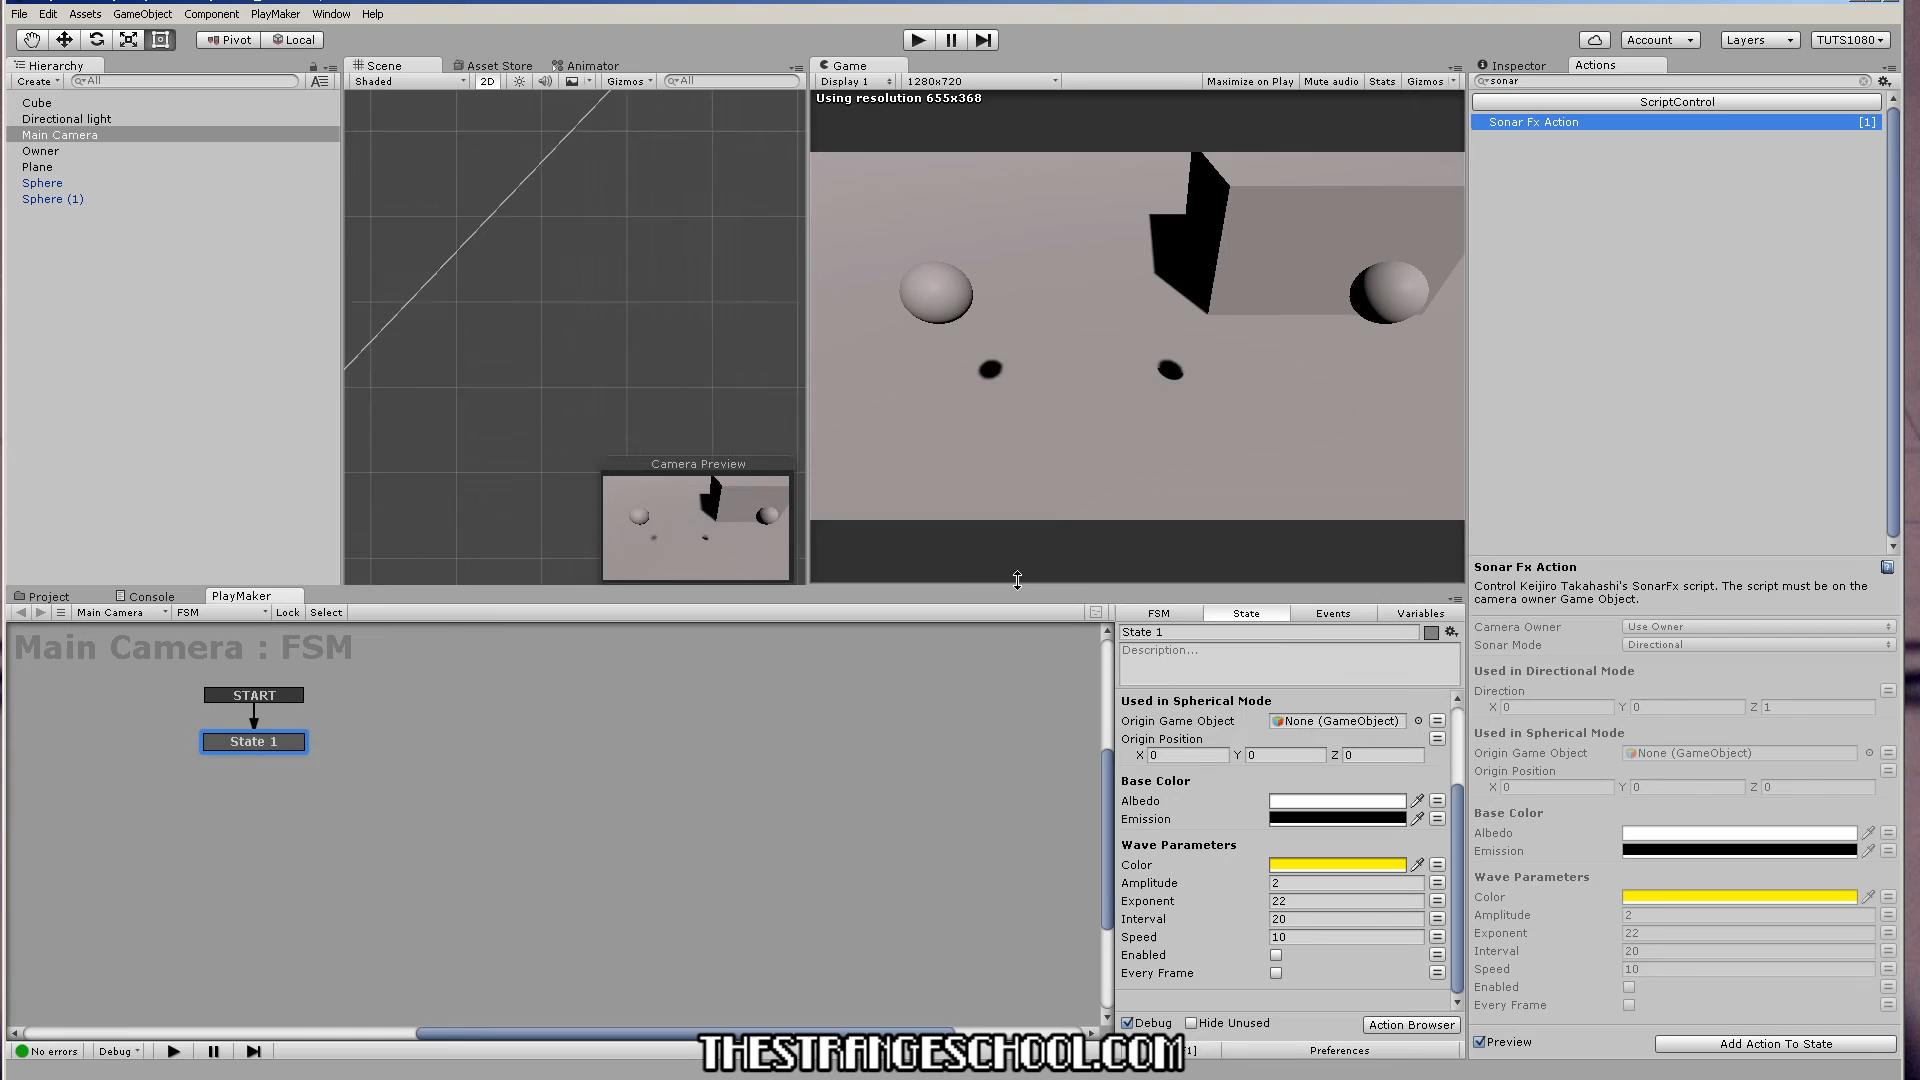 File Edit Assets GameObject Component PlayMaker Window Help
Pivot Local Account Layers TUTS1080
Hierarchy
Create All
Cube
Directional light
Main Camera
Owner
Plane
Sphere
Sphere (1)
Scene Asset Store Animator
Shaded 2D Gizmos All
Camera Preview
Game
Display 1 1280x720 Maximize on Play Mute audio Stats Gizmos
Using resolution 655x368
Inspector Actions
sonar
ScriptControl
Sonar Fx Action [1]
Sonar Fx Action
Control Keijiro Takahashi's SonarFx script. The script must be on the
camera owner Game Object.
Camera Owner Use Owner
Sonar Mode Directional
Used in Directional Mode
Direction
X 0 Y 0 Z 1
Used in Spherical Mode
Origin Game Object None (GameObject)
Origin Position
X 0 Y 0 Z 0
Base Color
Albedo
Emission
Wave Parameters
Color
Amplitude 2
Exponent 22
Interval 20
Speed 10
Enabled
Every Frame
Preview Add Action To State
Project Console PlayMaker
Main Camera FSM Lock Select
Main Camera : FSM
START
State 1
FSM State Events Variables
State 1
Description...
Used in Spherical Mode
Origin Game Object None (GameObject)
Origin Position
X 0 Y 0 Z 0
Base Color
Albedo
Emission
Wave Parameters
Color
Amplitude 2
Exponent 22
Interval 20
Speed 10
Enabled
Every Frame
Debug Hide Unused Action Browser
No errors Debug Preferences
THESTRANGESCHOOL.COM